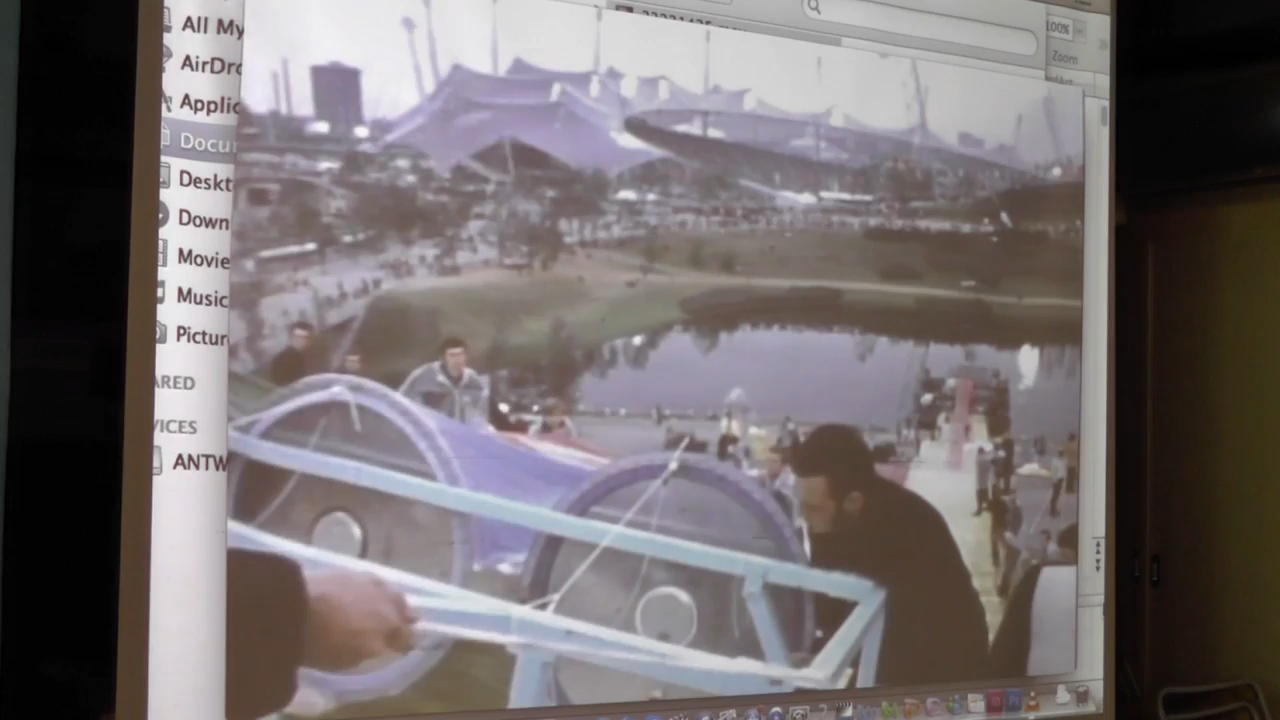 All My
AirDro
Applic
Docu
Deskt
Down
Movie
Music
Pictur
ARED
VICES
ANTW
100%
Zoom